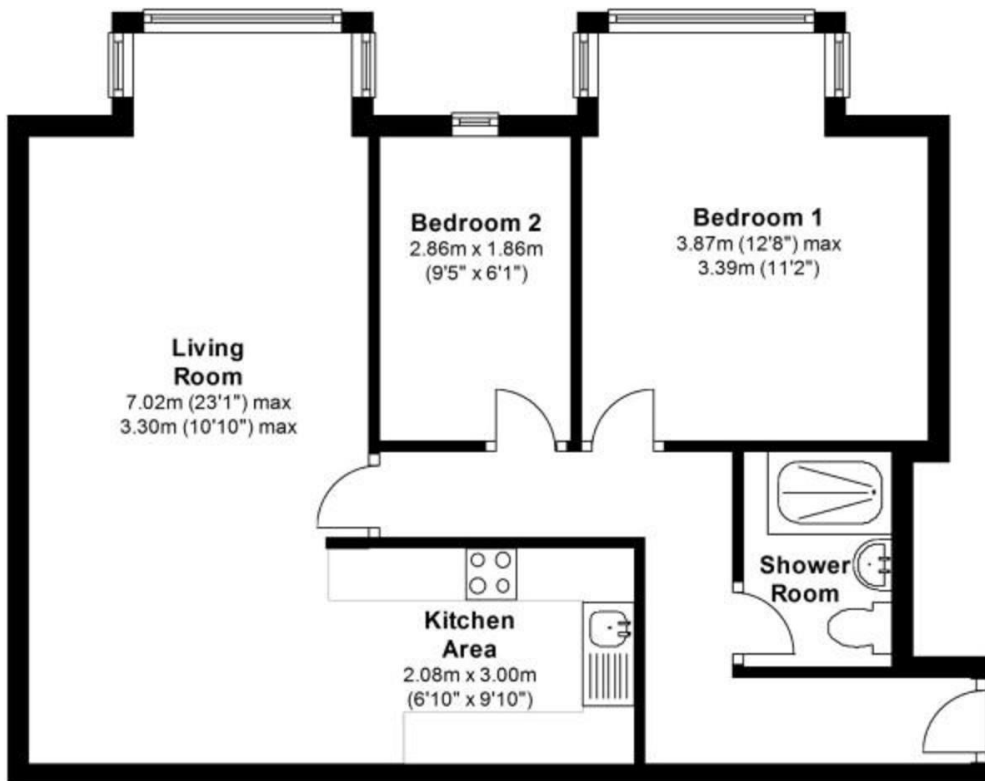 Bedroom 2
2.86m x 1.86m
(9'5" x 6'1")
Bedroom 1
3.87m (12'8") max
3.39m (11'2")
Living
Room
7.02m (23'1") max
3.30m (10'10") max
Shower
Room
Kitchen
Area
2.08m x 3.00m
(6'10" x 9'10")